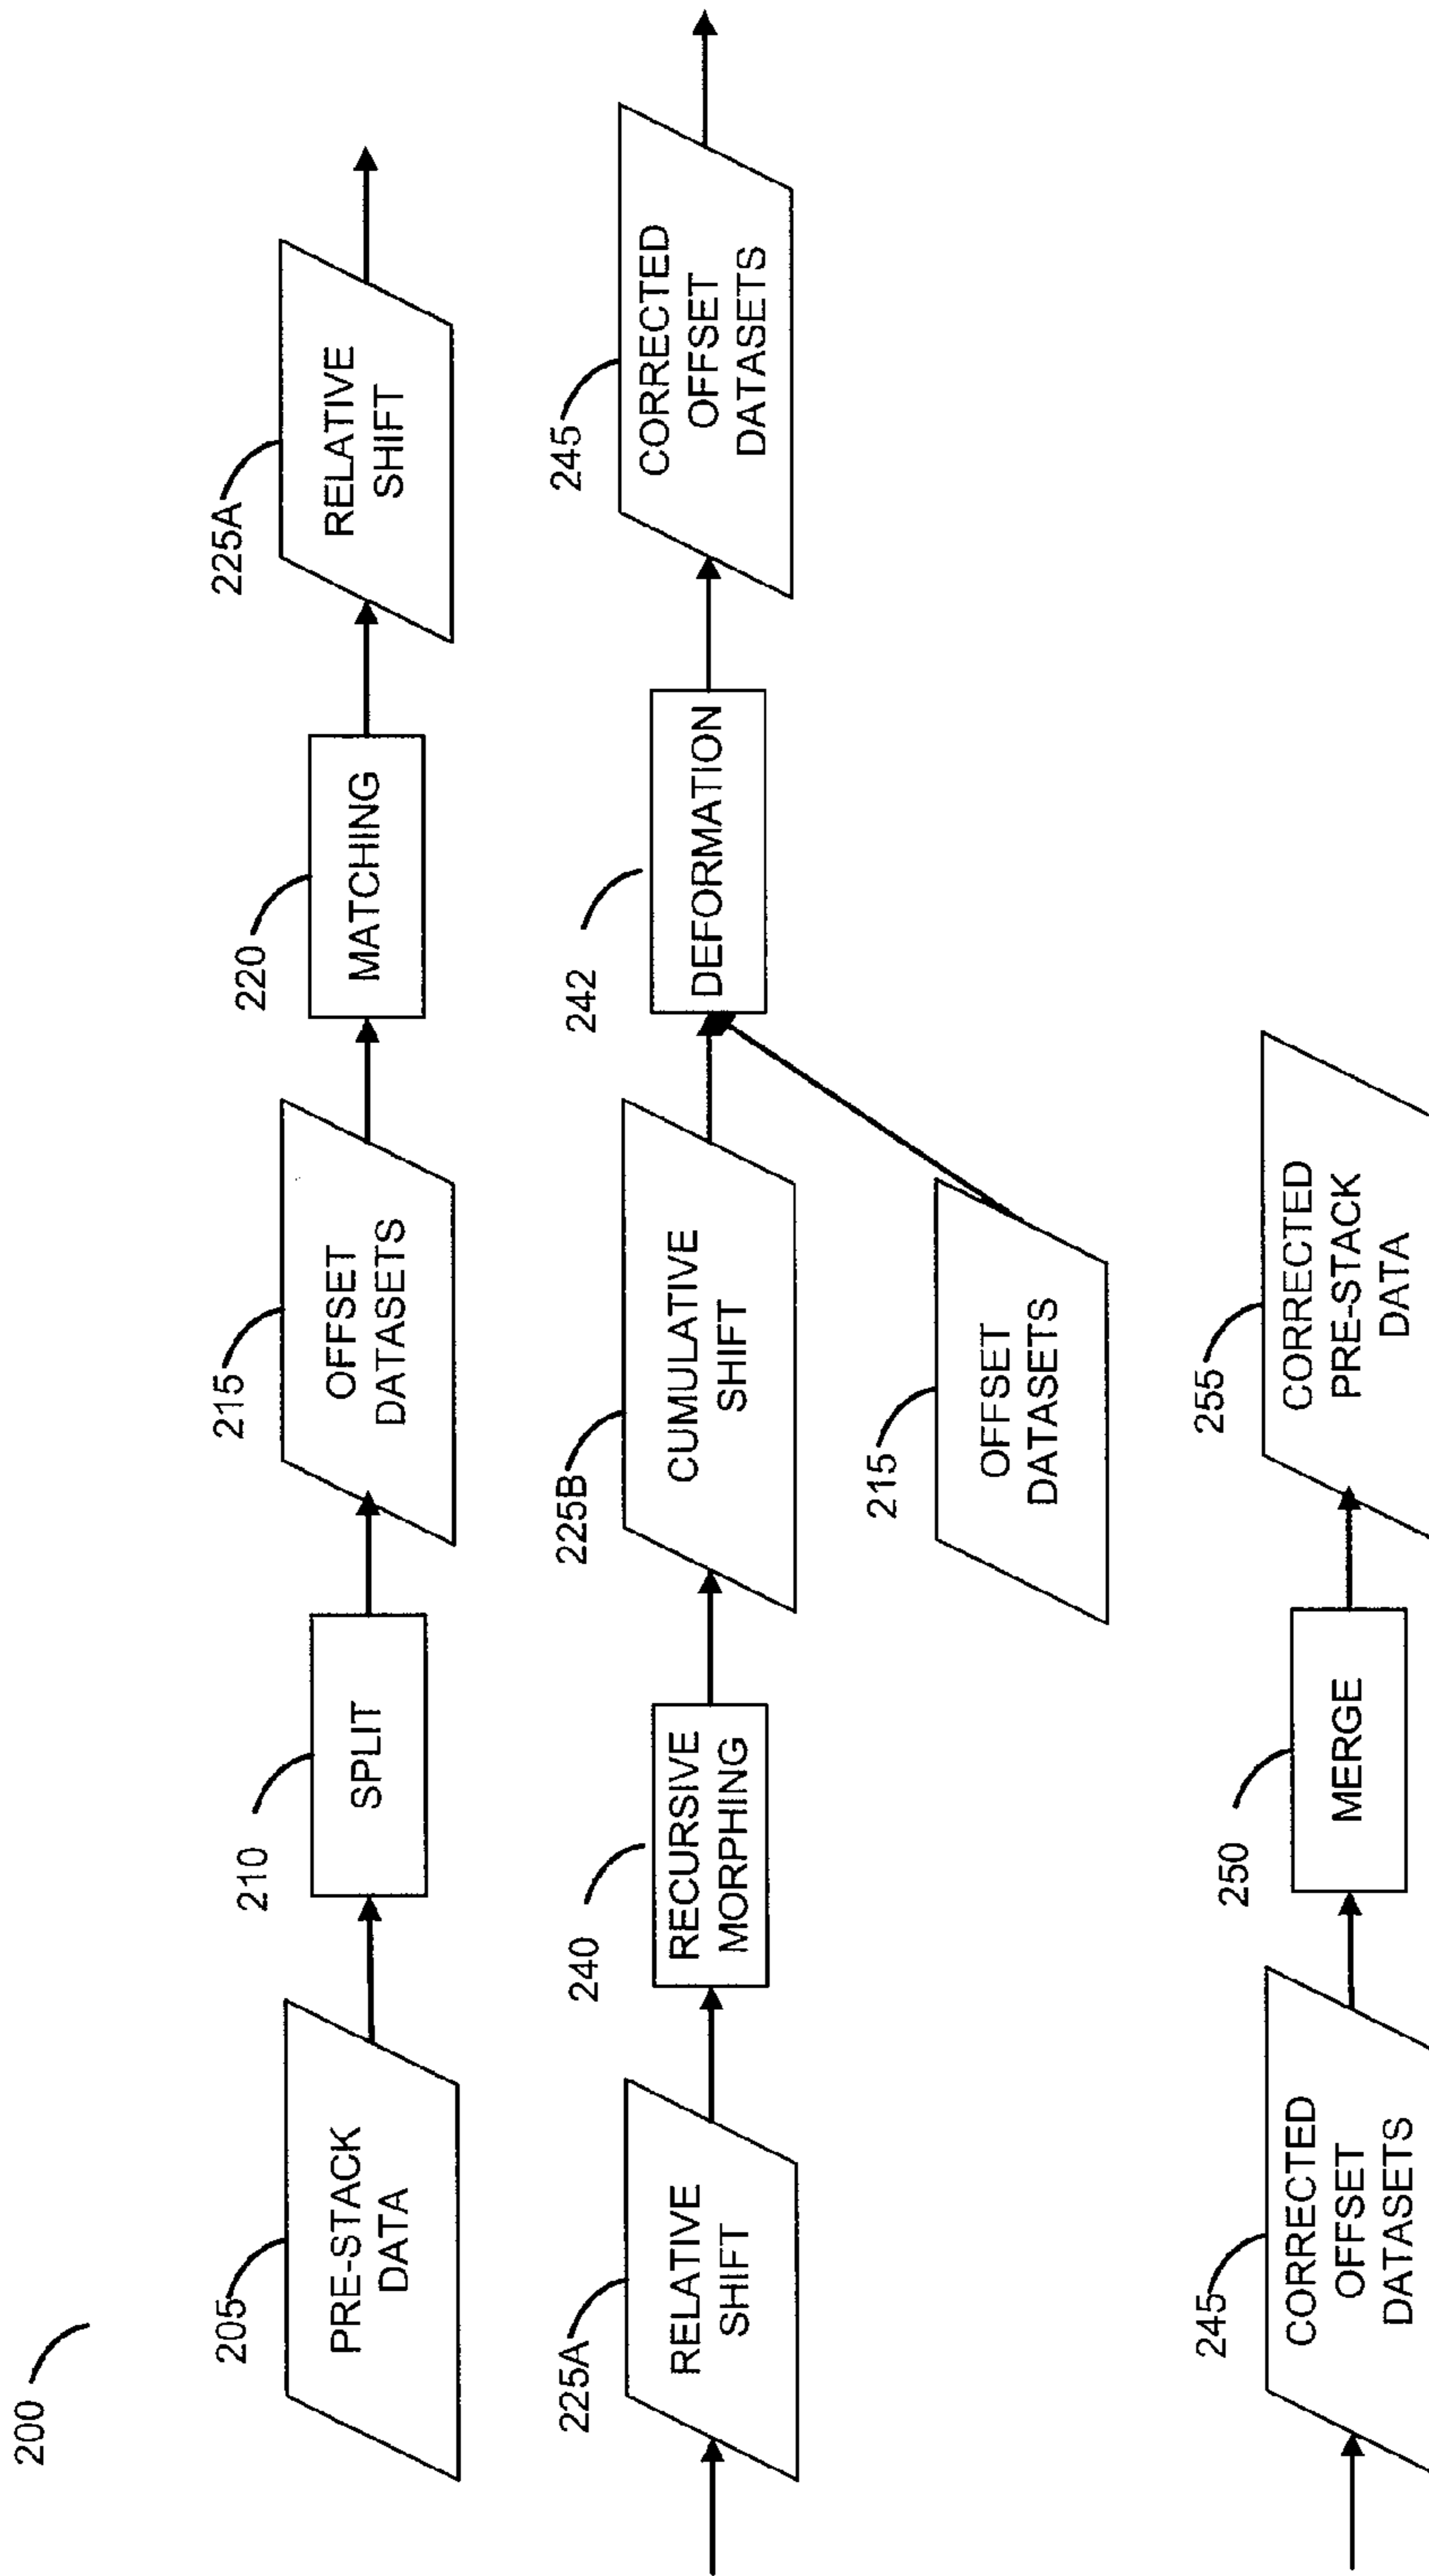 200
205
PRE-STACK
DATA
210
SPLIT
215
OFFSET
DATASETS
220
MATCHING
225A
RELATIVE
SHIFT
225A
RELATIVE
SHIFT
240
RECURSIVE
MORPHING
225B
CUMULATIVE
SHIFT
215
OFFSET
DATASETS
242
DEFORMATION
245
CORRECTED
OFFSET
DATASETS
245
CORRECTED
OFFSET
DATASETS
250
MERGE
255
CORRECTED
PRE-STACK
DATA